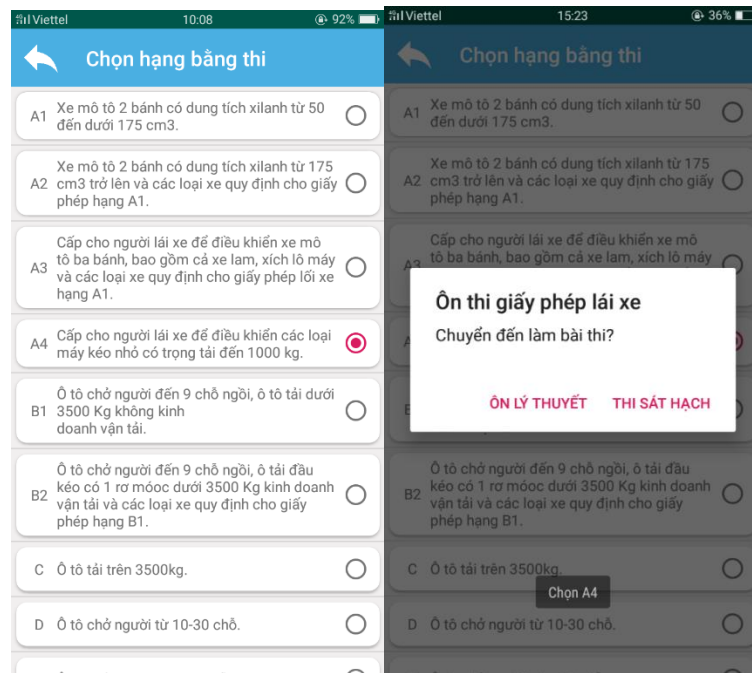 Viettel 10:08 92%
Chọn hạng bằng thi
A1 Xe mô tô 2 bánh có dung tích xilanh từ 50
đến dưới 175 cm3.
Xe mô tô 2 bánh có dung tích xilanh từ 175
A2 cm3 trở lên và các loại xe quy định cho giấy
phép hạng A1.
Cấp cho người lái xe để điều khiển xe mô
A3 tô ba bánh, bao gồm cả xe lam, xích lô máy
và các loại xe quy định cho giấy phép lối xe
hạng A1.
A4 Cấp cho người lái xe để điều khiển các loại
máy kéo nhỏ có trọng tải đến 1000 kg.
Ô tô chở người đến 9 chỗ ngồi, ô tô tải dưới
B1 3500 Kg không kinh
doanh vận tải.
Ô tô chở người đến 9 chỗ ngồi, ô tải đầu
B2 kéo có 1 rơ móoc dưới 3500 Kg kinh doanh
vận tải và các loại xe quy định cho giấy
phép hạng B1.
C Ô tô tải trên 3500kg.
D Ô tô chở người từ 10-30 chỗ.
Viettel 15:23 36%
Chọn hạng bằng thi
A1 Xe mô tô 2 bánh có dung tích xilanh từ 50
đến dưới 175 cm3.
Xe mô tô 2 bánh có dung tích xilanh từ 175
A2 cm3 trở lên và các loại xe quy định cho giấy
phép hạng A1.
Cấp cho người lái xe để điều khiển xe mô
A3 tô ba bánh, bao gồm cả xe lam, xích lô máy
Ôn thi giấy phép lái xe
Chuyển đến làm bài thi?
ÔN LÝ THUYẾT THI SÁT HẠCH
Ô tô chở người đến 9 chỗ ngồi, ô tải đầu
B2 kéo có 1 rơ móoc dưới 3500 Kg kinh doanh
vận tải và các loại xe quy định cho giấy
phép hạng B1.
C Ô tô tải trên 3500kg.
Chọn A4
D Ô tô chở người từ 10-30 chỗ.